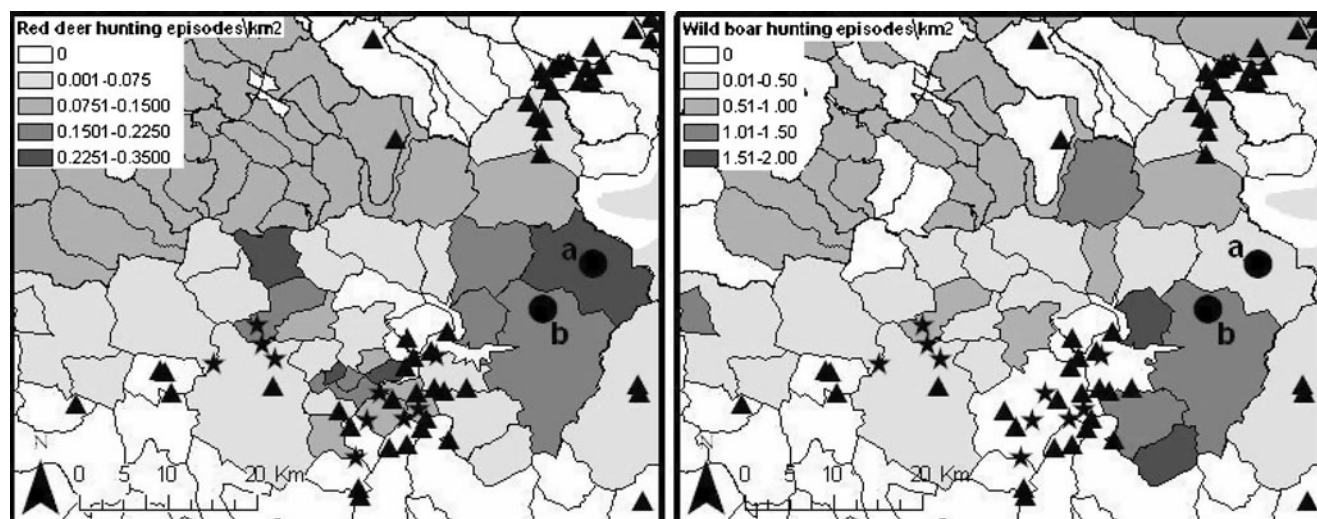 Red deer hunting episodes\km2
0
0.001-0.075
0.0751-0.1500
0.1501-0.2250
0.2251-0.3500
a
b
N
0 10 20 Km
Wild boar hunting episodes/km2
0
0.01-0.50
0.51-1.00
1.01-1.50
1.51-2.00
a
b
N
0 5 10 20 Km